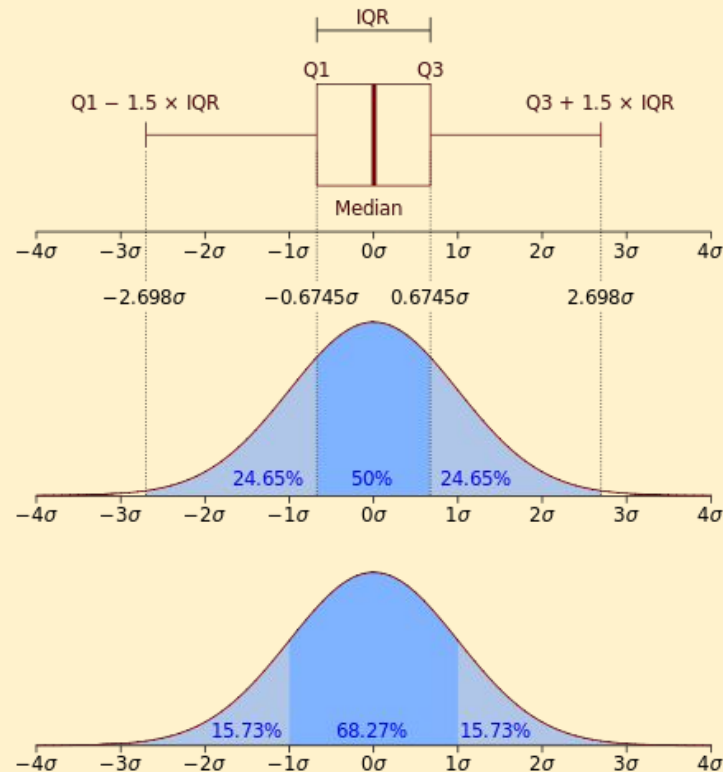 IQR
Q1 Q3
Q1 − 1.5 × IQR Q3 + 1.5 × IQR
Median
−4σ −3σ −2σ −1σ 0σ 1σ 2σ 3σ 4σ
−2.698σ −0.6745σ 0.6745σ 2.698σ
24.65% 50% 24.65%
−4σ −3σ −2σ −1σ 0σ 1σ 2σ 3σ 4σ
15.73% 68.27% 15.73%
−4σ −3σ −2σ −1σ 0σ 1σ 2σ 3σ 4σ